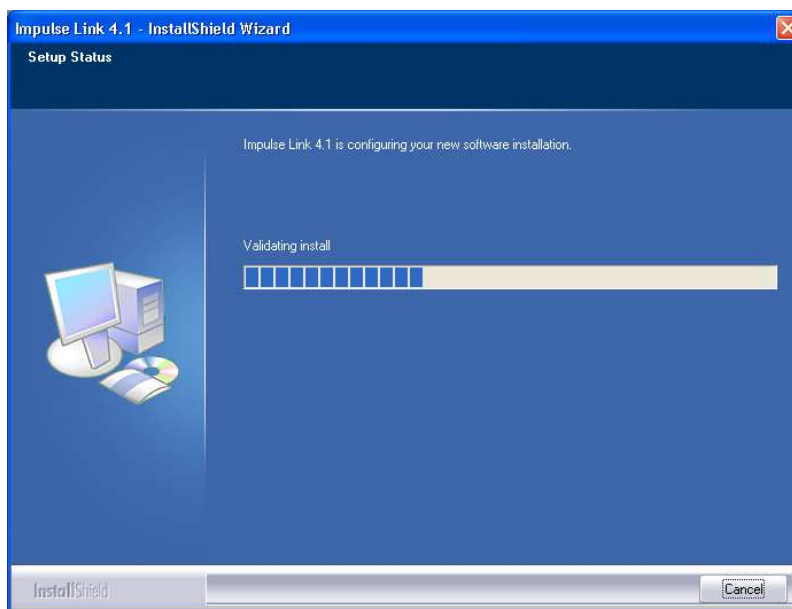 Impulse Link 4.1 - InstallShield Wizard
Setup Status
Impulse Link 4.1 is configuring your new software installation.
Validating install
InstallShield
Cancel